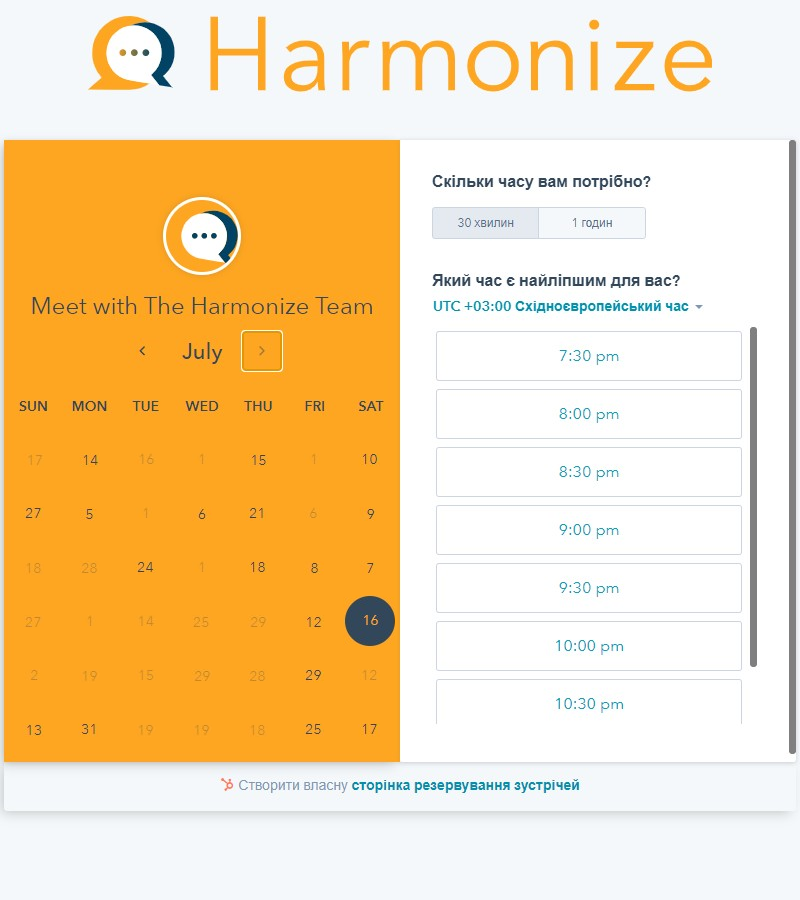 Harmonize
Meet with The Harmonize Team
July
SUN MON TUE WED THU FRI SAT
17 14 16 1 15 1 10
27 5 1 6 21 6 9
18 28 24 1 18 8 7
27 1 14 25 29 12 16
2 19 15 29 28 29 12
13 31 19 19 18 25 17
Скільки часу вам потрібно?
30 хвилин 1 годин
Який час є найліпшим для вас?
UTC +03:00 Східноєвропейський час
7:30 pm
8:00 pm
8:30 pm
9:00 pm
9:30 pm
10:00 pm
10:30 pm
Створити власну сторінка резервування зустрічей